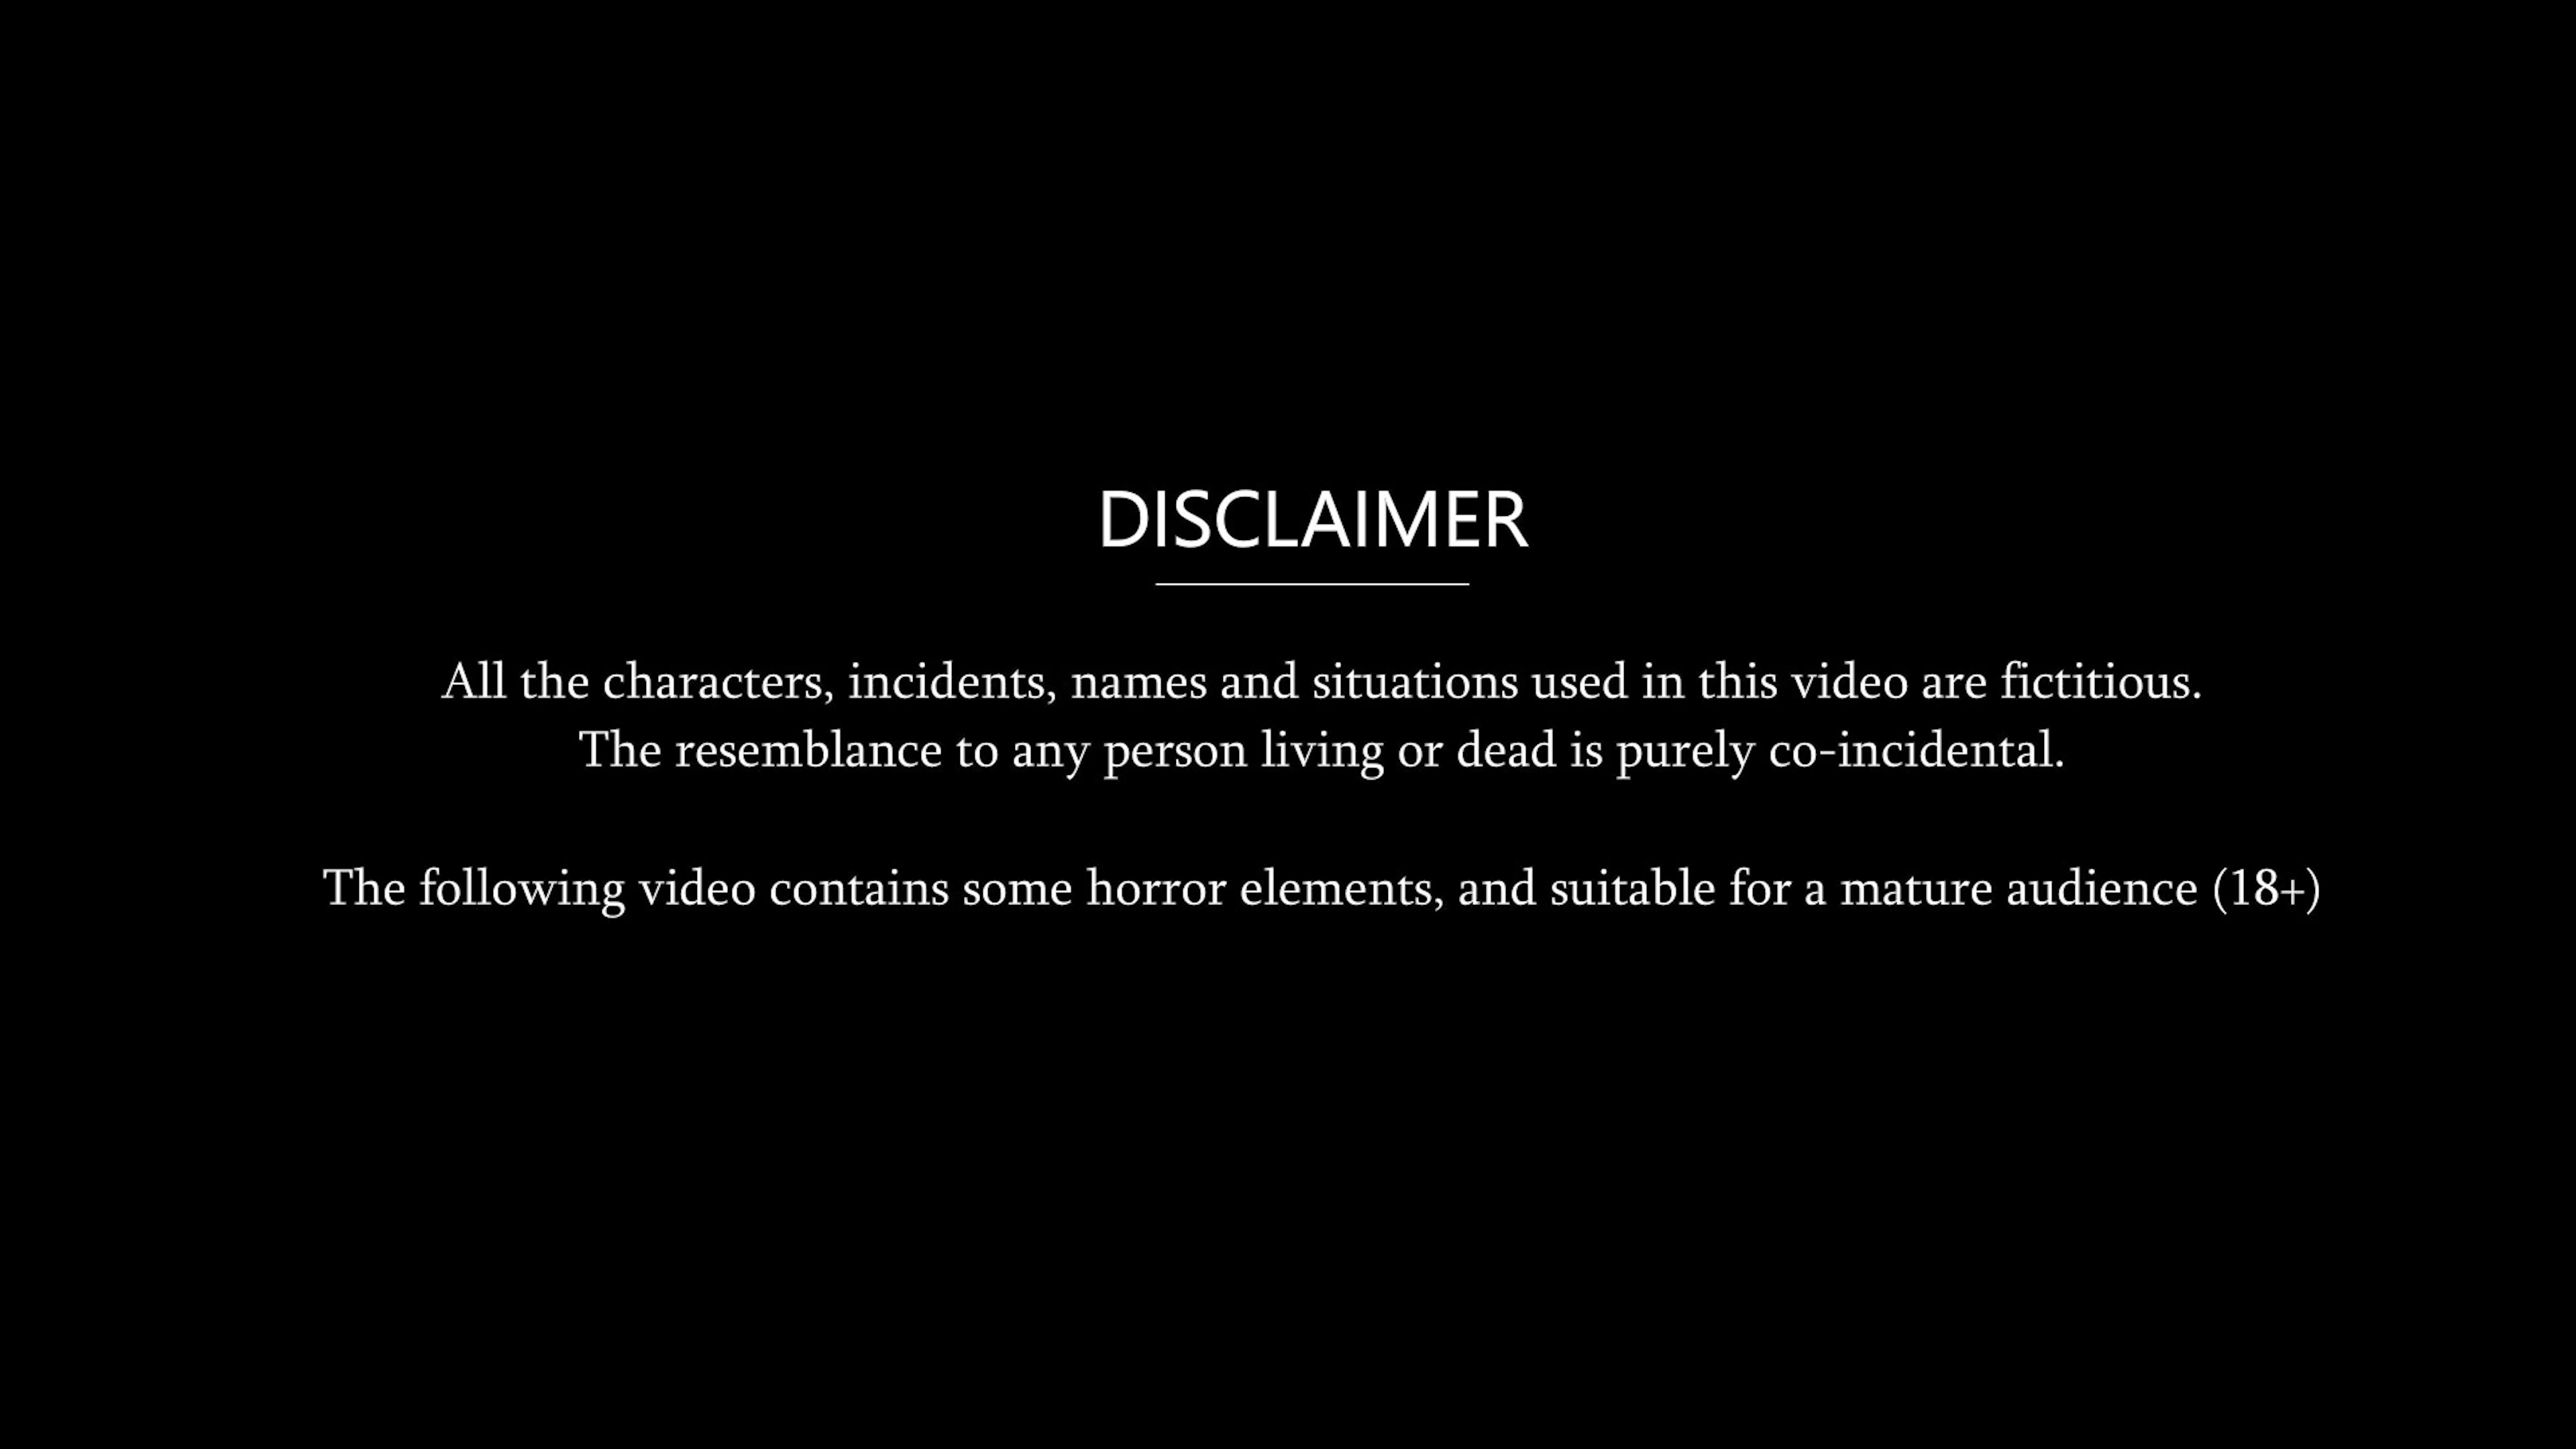 DISCLAIMER
All the characters, incidents, names and situations used in this video are fictitious.
The resemblance to any person living or dead is purely co-incidental.
The following video contains some horror elements, and suitable for a mature audience (18+)